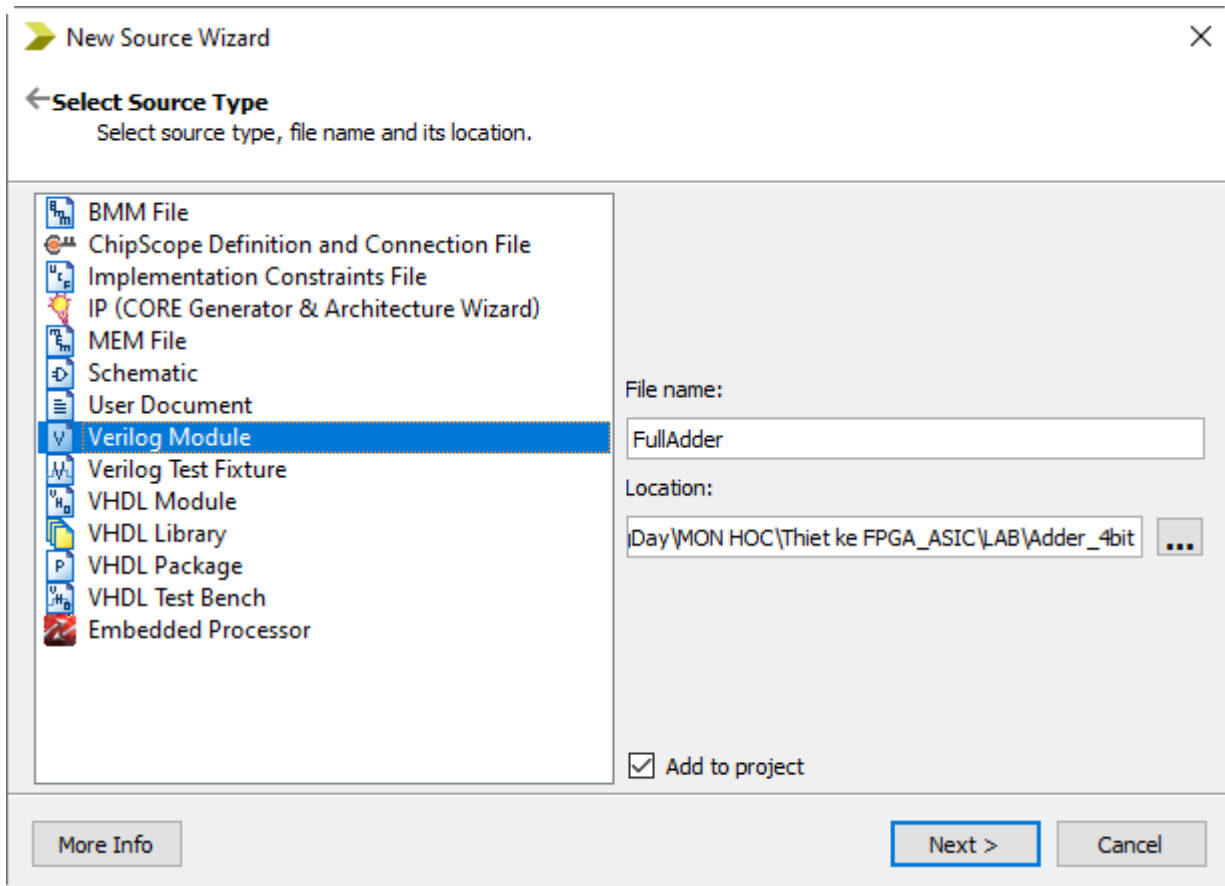 New Source Wizard
Select Source Type
Select source type, file name and its location.
BMM File
ChipScope Definition and Connection File
Implementation Constraints File
IP (CORE Generator & Architecture Wizard)
MEM File
Schematic
User Document
Verilog Module
Verilog Test Fixture
VHDL Module
VHDL Library
VHDL Package
VHDL Test Bench
Embedded Processor
File name:
FullAdder
Location:
Day\MON HOC\Thiet ke FPGA_ASIC\LAB\Adder_4bit
...
Add to project
More Info
Next >
Cancel